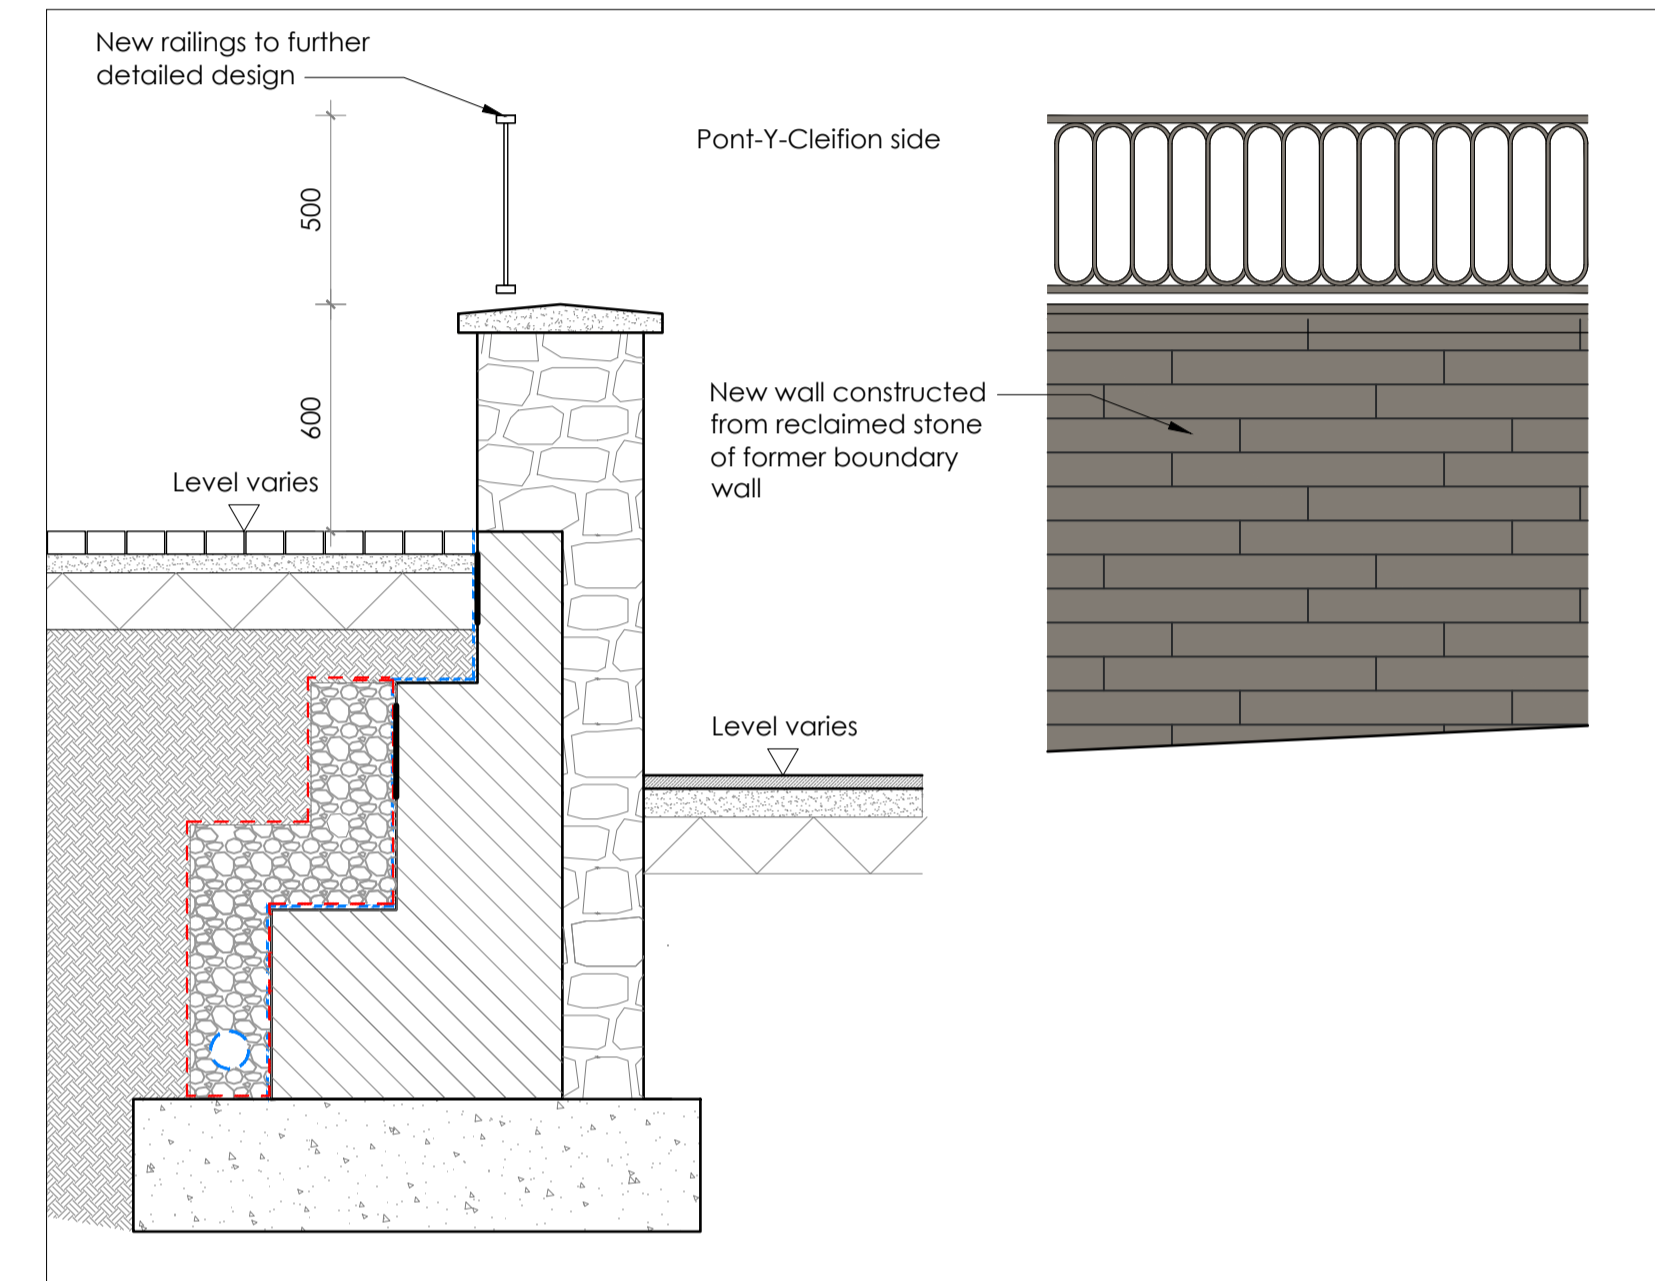 New railings to further
detailed design
500
Pont-Y-Cleifion side
600
New wall constructed
from reclaimed stone
of former boundary
wall
Level varies
Level varies